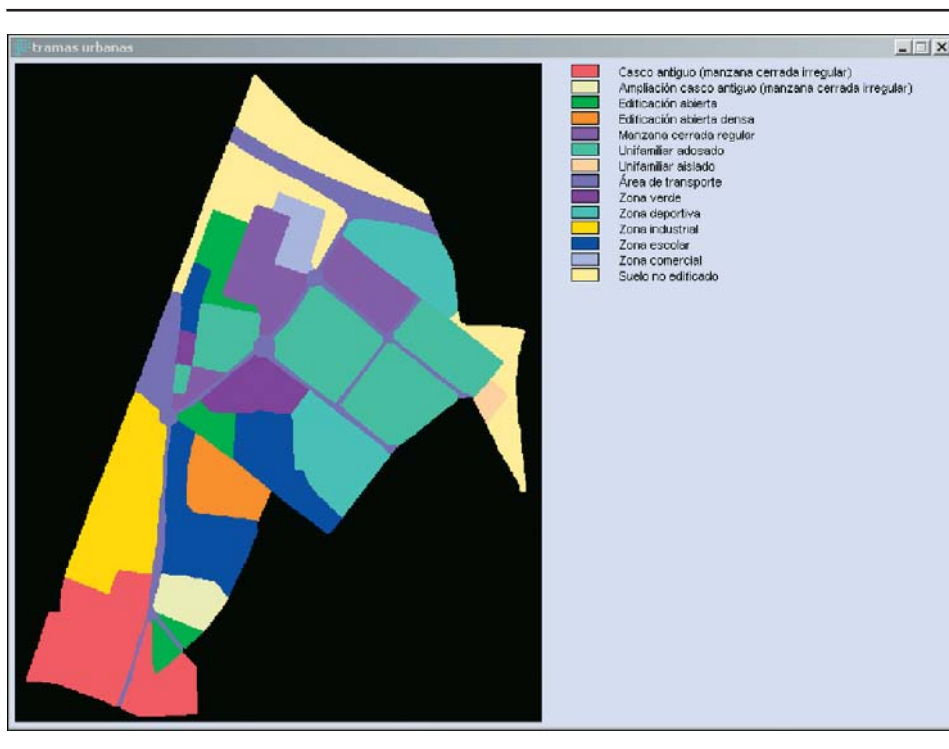 tramas urbanas
Casco antiguo (manzana cerrada irregular)
Ampliación casco antiguo (manzana cerrada irregular)
Edificación abierta
Edificación abierta densa
Manzana cerrada regular
Unifamiliar adosado
Unifamiliar aislado
Área de transporte
Zona verde
Zona deportiva
Zona industrial
Zona escolar
Zona comercial
Suelo no edificado